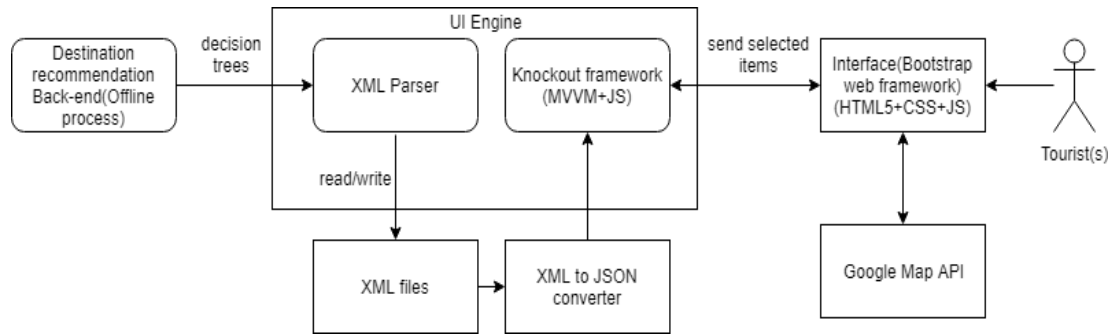 UI Engine
Destination
recommendation
Back-end(Offline
process)
decision
trees
XML Parser
Knockout framework
(MVVM+JS)
send selected
items
Interface(Bootstrap
web framework)
(HTML5+CSS+JS)
Tourist(s)
read/write
XML files
XML to JSON
converter
Google Map API